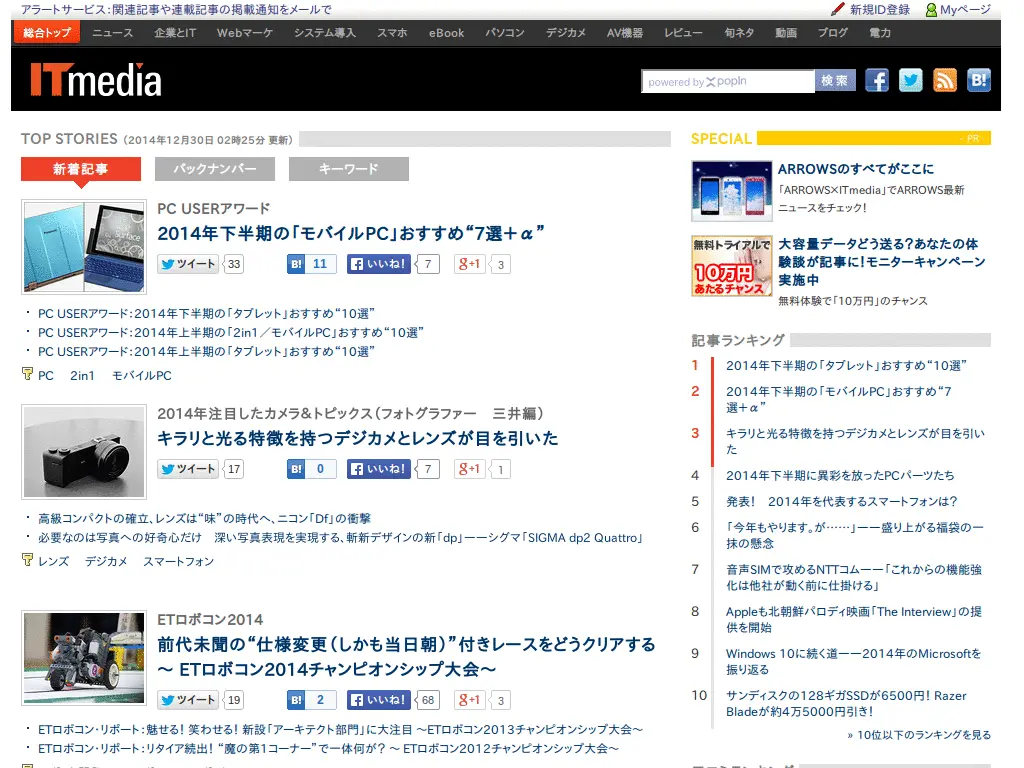 アラートサービス：関連記事や連載記事の掲載通知をメールで
新規ID登録 Myページ
総合トップ ニュース 企業とIT Webマーケ システム導入 スマホ eBook パソコン デジカメ AV機器 レビュー 旬ネタ 動画 ブログ 電力
ITmedia
powered by popIn 検索
TOP STORIES（2014年12月30日 02時25分 更新）
新着記事 バックナンバー キーワード
PC USERアワード
2014年下半期の「モバイルPC」おすすめ“7選＋α”
ツイート 33 B! 11 いいね! 7 g+1 3
・ PC USERアワード：2014年下半期の「タブレット」おすすめ“10選”
・ PC USERアワード：2014年上半期の「2in1／モバイルPC」おすすめ“10選”
・ PC USERアワード：2014年上半期の「タブレット」おすすめ“10選”
PC 2in1 モバイルPC
2014年注目したカメラ&トピックス（フォトグラファー　三井編）
キラリと光る特徴を持つデジカメとレンズが目を引いた
ツイート 17 B! 0 いいね! 7 g+1 1
・ 高級コンパクトの確立、レンズは“味”の時代へ、ニコン「Df」の衝撃
・ 必要なのは写真への好奇心だけ　深い写真表現を実現する、斬新デザインの新「dp」——シグマ「SIGMA dp2 Quattro」
レンズ デジカメ スマートフォン
ETロボコン2014
前代未聞の“仕様変更（しかも当日朝）”付きレースをどうクリアする
～ ETロボコン2014チャンピオンシップ大会～
ツイート 19 B! 2 いいね! 68 g+1 3
・ ETロボコン・リポート：魅せる！ 笑わせる！ 新設「アーキテクト部門」に大注目 ～ETロボコン2013チャンピオンシップ大会～
・ ETロボコン・リポート：リタイア続出！ “魔の第1コーナー”で一体何が？ ～ ETロボコン2012チャンピオンシップ大会～
SPECIAL - PR -
ARROWSのすべてがここに
「ARROWS×ITmedia」でARROWS最新
ニュースをチェック！
無料トライアルで
10万円
あたるチャンス
大容量データどう送る？あなたの体
験談が記事に！モニターキャンペーン
実施中
無料体験で「10万円」のチャンス
記事ランキング
1 2014年下半期の「タブレット」おすすめ“10選”
2 2014年下半期の「モバイルPC」おすすめ“7
選＋α”
3 キラリと光る特徴を持つデジカメとレンズが目を引い
た
4 2014年下半期に異彩を放ったPCパーツたち
5 発表！　2014年を代表するスマートフォンは？
6 「今年もやります。が……」——盛り上がる福袋の一
抹の懸念
7 音声SIMで攻めるNTTコムーー「これからの機能強
化は他社が動く前に仕掛ける」
8 Appleも北朝鮮パロディ映画「The Interview」の提
供を開始
9 Windows 10に続く道——2014年のMicrosoftを
振り返る
10 サンディスクの128ギガSSDが6500円！ Razer
Bladeが約4万5000円引き！
» 10位以下のランキングを見る